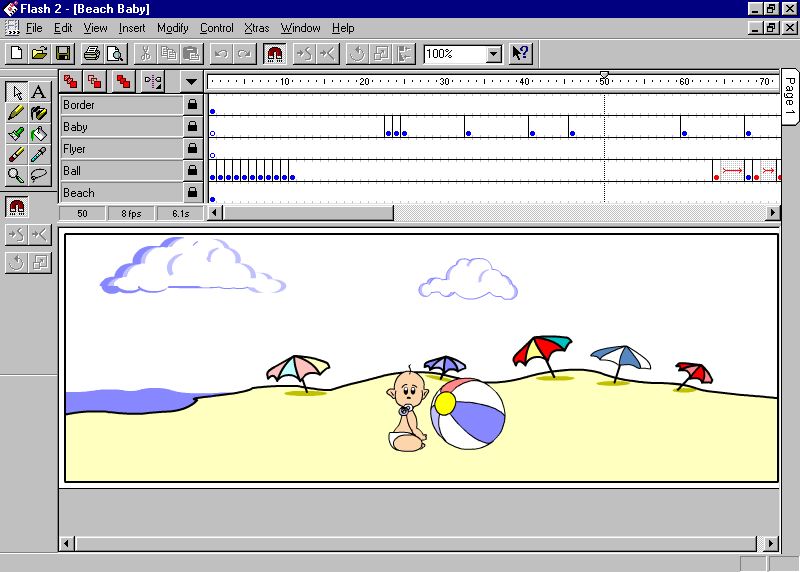 Flash 2 - [Beach Baby]
File Edit View Insert Modify Control Xtras Window Help
A 100% ?
10 20 30 40 50 60 70
Page 1
Border
Baby
Flyer
Ball
Beach
50 8 fps 6.1s